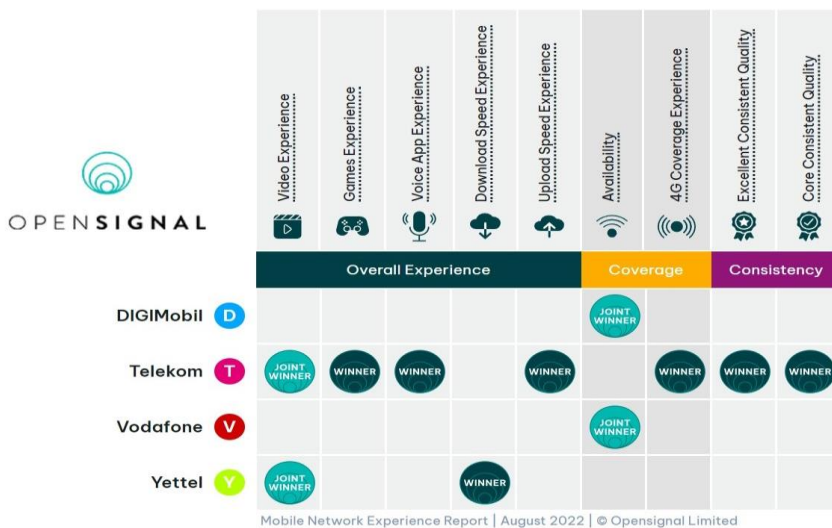 Video Experience
Games Experience
Voice App Experience
Download Speed Experience
Upload Speed Experience
Availability
4G Coverage Experience
Excellent Consistent Quality
Core Consistent Quality
OPENSIGNAL
Overall Experience Coverage Consistency
DIGIMobil D JOINT WINNER
Telekom T JOINT WINNER WINNER WINNER WINNER WINNER WINNER WINNER
Vodafone V JOINT WINNER
Yettel Y JOINT WINNER WINNER
Mobile Network Experience Report | August 2022 | © Opensignal Limited